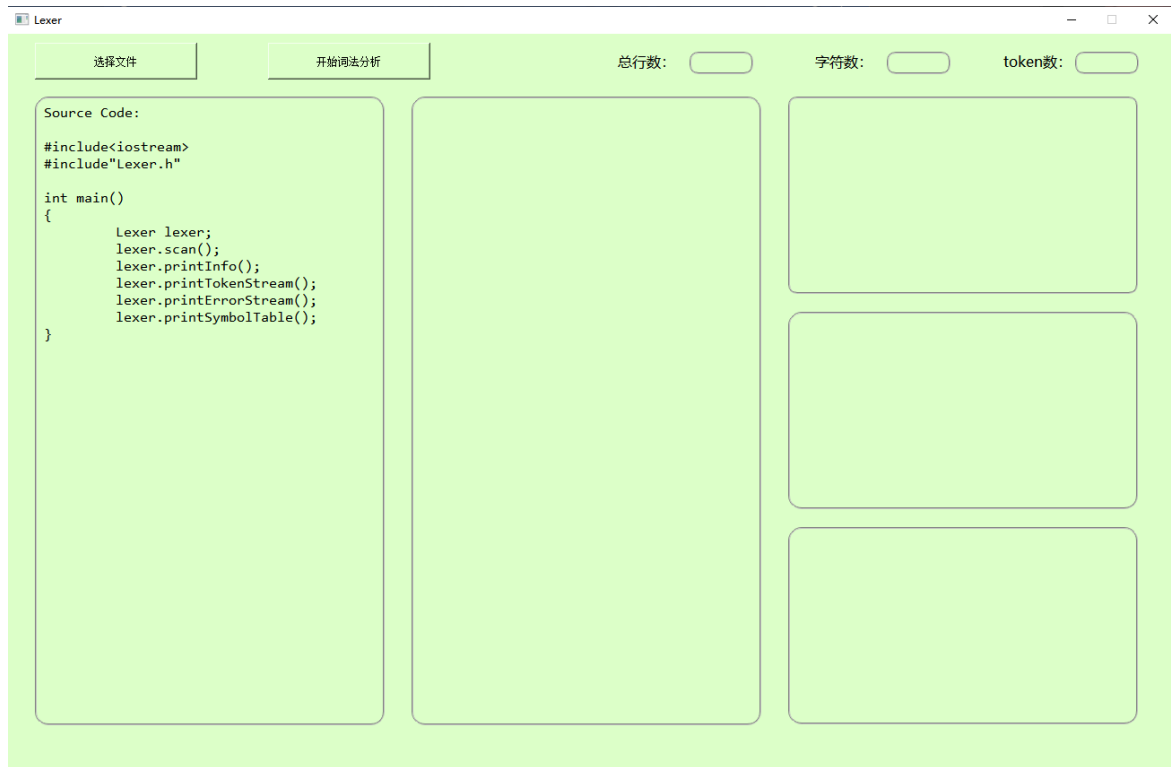 Lexer
选择文件 开始词法分析 总行数： 字符数： token数：
Source Code:
#include<iostream>
#include"Lexer.h"
int main()
{
Lexer lexer;
lexer.scan();
lexer.printInfo();
lexer.printTokenStream();
lexer.printErrorStream();
lexer.printSymbolTable();
}